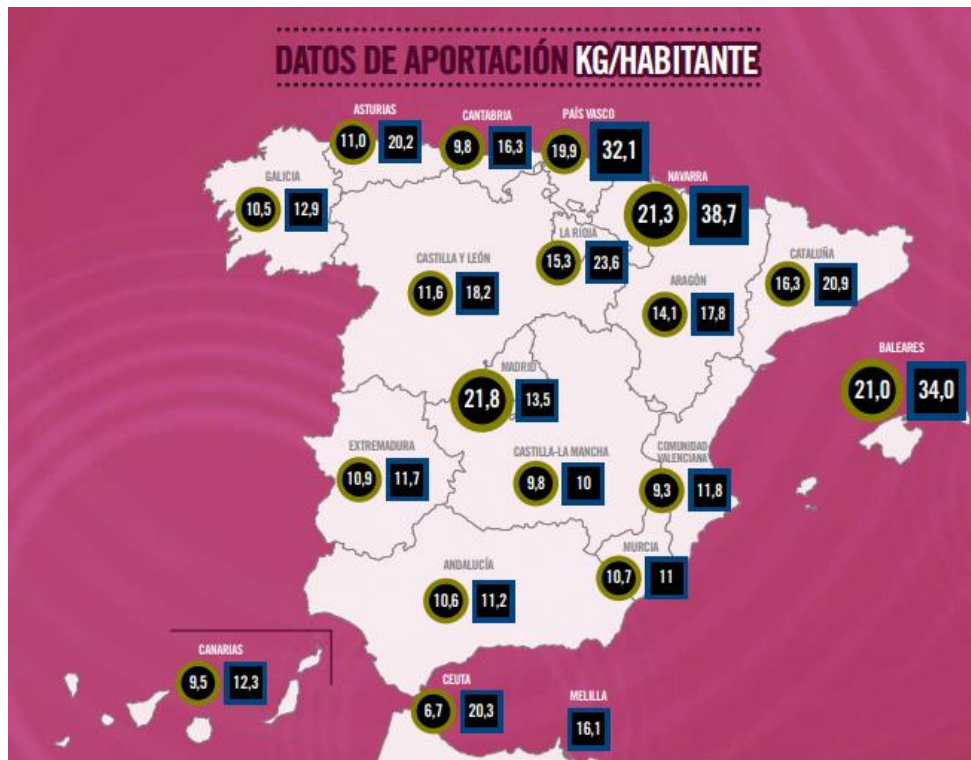 DATOS DE APORTACIÓN KG/HABITANTE
ASTURIAS
11,0 20,2
CANTABRIA
9,8 16,3
PAÍS VASCO
19,9 32,1
GALICIA
10,5 12,9
NAVARRA
21,3 38,7
LA RIOJA
15,3 23,6
CASTILLA Y LEÓN
11,6 18,2
ARAGÓN
14,1 17,8
CATALUÑA
16,3 20,9
BALEARES
21,0 34,0
MADRID
21,8 13,5
EXTREMADURA
10,9 11,7
CASTILLA-LA MANCHA
9,8 10
COMUNIDAD
VALENCIANA
9,3 11,8
MURCIA
10,7 11
ANDALUCÍA
10,6 11,2
CANARIAS
9,5 12,3
CEUTA
6,7 20,3
MELILLA
16,1